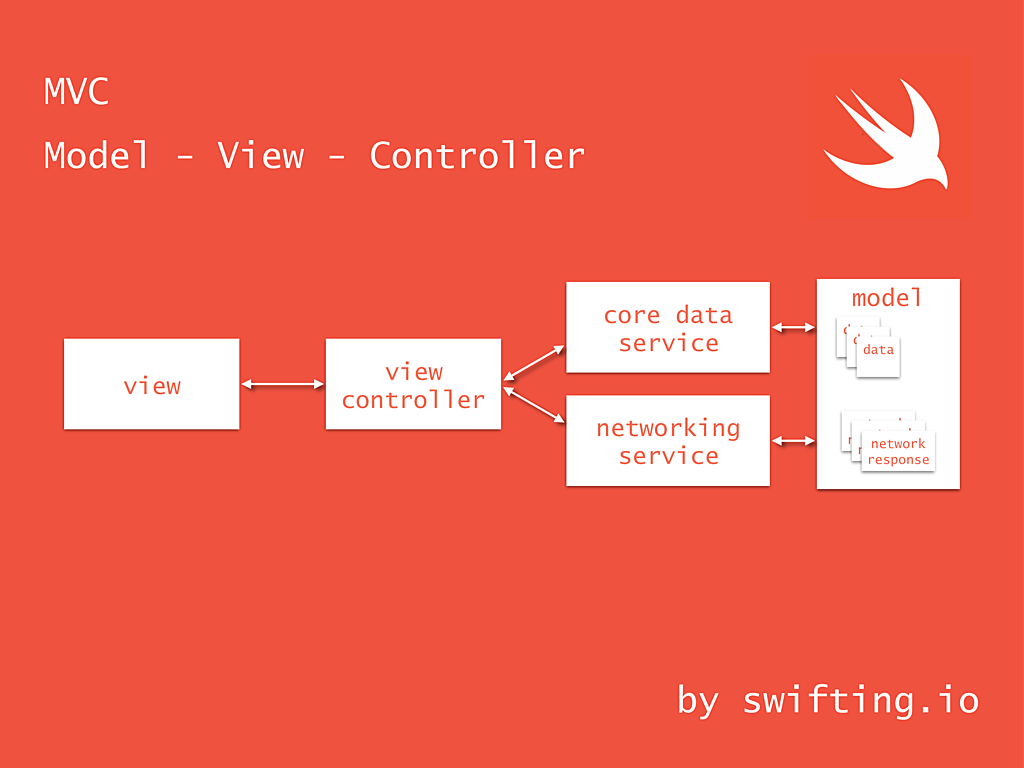 MVC
Model - View - Controller
view
view
controller
core data
service
networking
service
model
data
network
response
by swifting.io